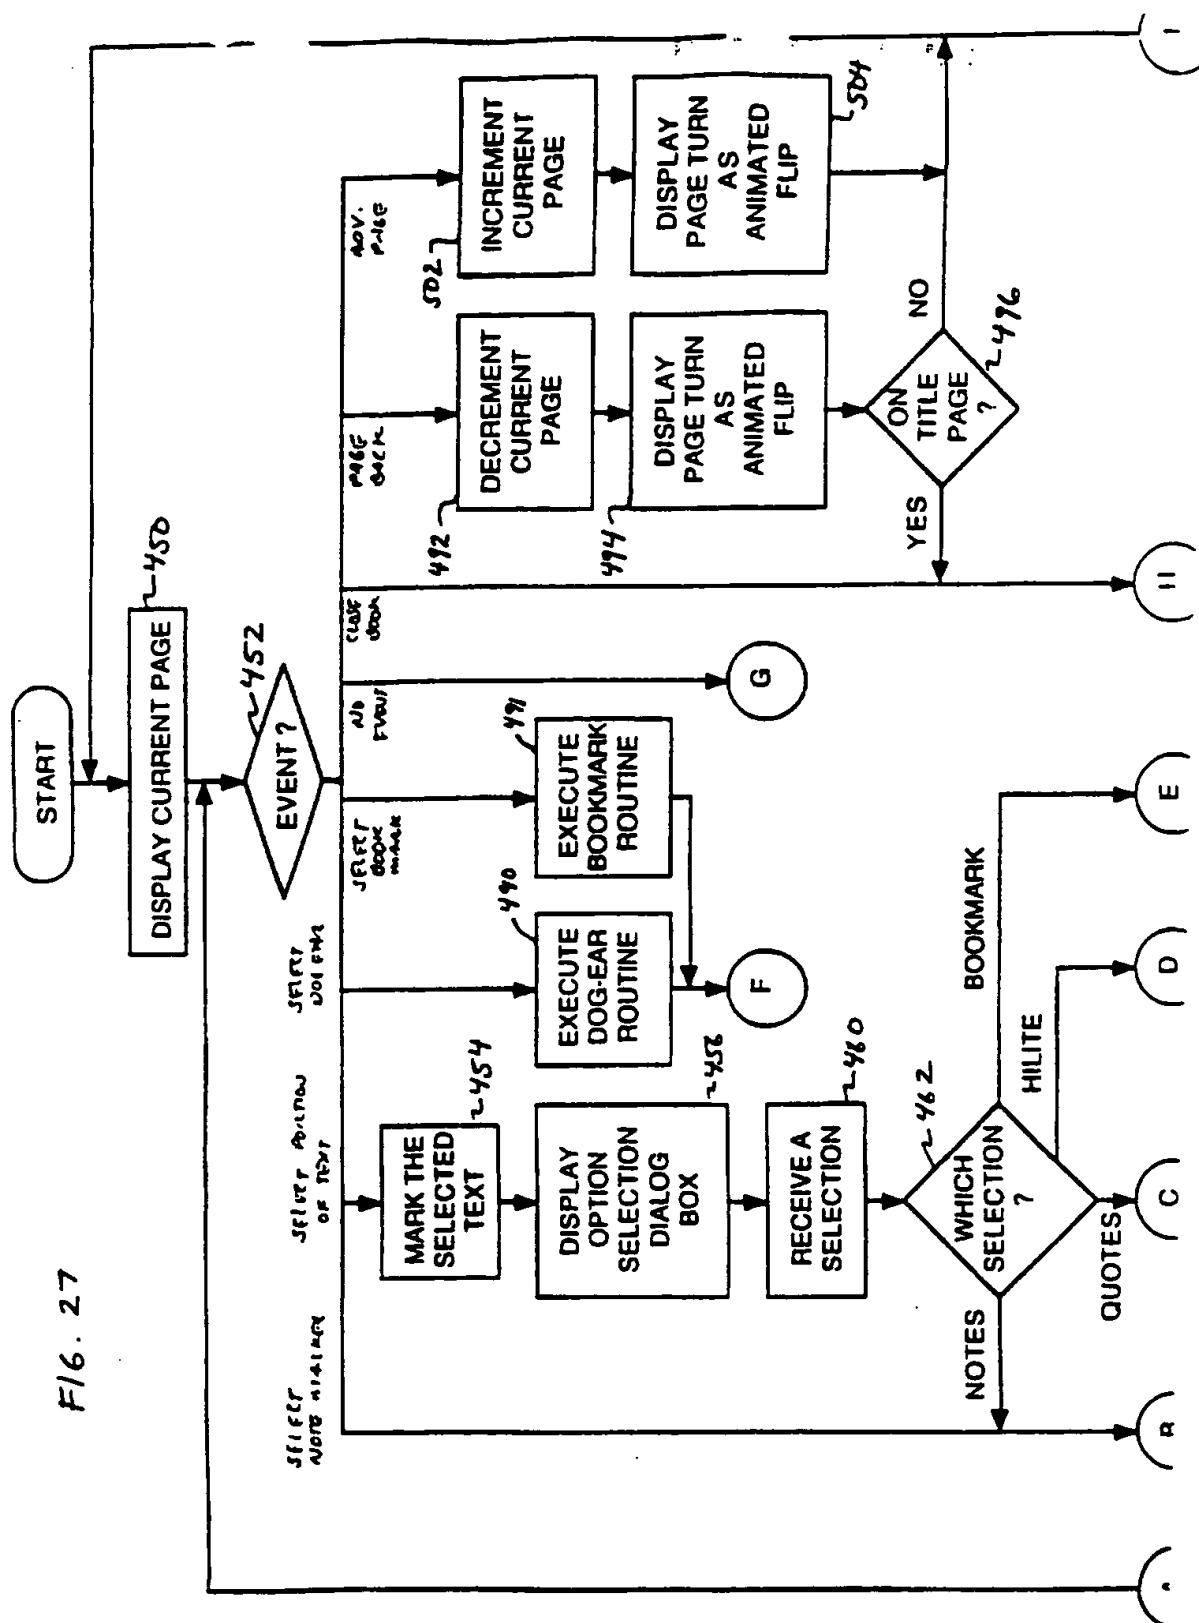 FIG. 27
START
DISPLAY CURRENT PAGE
450
EVENT?
452
SELECT
NOTE MARKER
SELECT PORTION
OF TEXT
SELECT
DOG EAR
SELECT
BOOK
MARK
NO
EVENT
CLOSE
BOOK
PAGE
BACK
ADV.
PAGE
MARK THE
SELECTED
TEXT
454
DISPLAY
OPTION
SELECTION
DIALOG
BOX
456
RECEIVE A
SELECTION
460
WHICH
SELECTION
?
462
NOTES
QUOTES
HILITE
BOOKMARK
EXECUTE
DOG-EAR
ROUTINE
490
EXECUTE
BOOKMARK
ROUTINE
491
F
G
DECREMENT
CURRENT
PAGE
492
DISPLAY
PAGE TURN
AS
ANIMATED
FLIP
494
ON
TITLE
PAGE
?
496
YES
NO
INCREMENT
CURRENT
PAGE
502
DISPLAY
PAGE TURN
AS
ANIMATED
FLIP
504
C
D
E